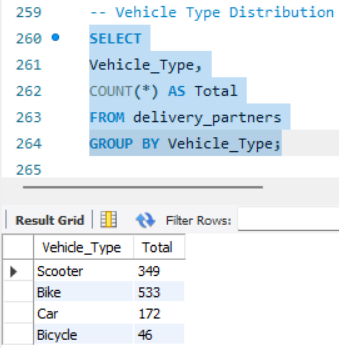 259 -- Vehicle Type Distribution
260 SELECT
261 Vehicle_Type,
262 COUNT(*) AS Total
263 FROM delivery_partners
264 GROUP BY Vehicle_Type;
265
Result Grid Filter Rows:
Vehicle_Type Total
Scooter 349
Bike 533
Car 172
Bicycle 46